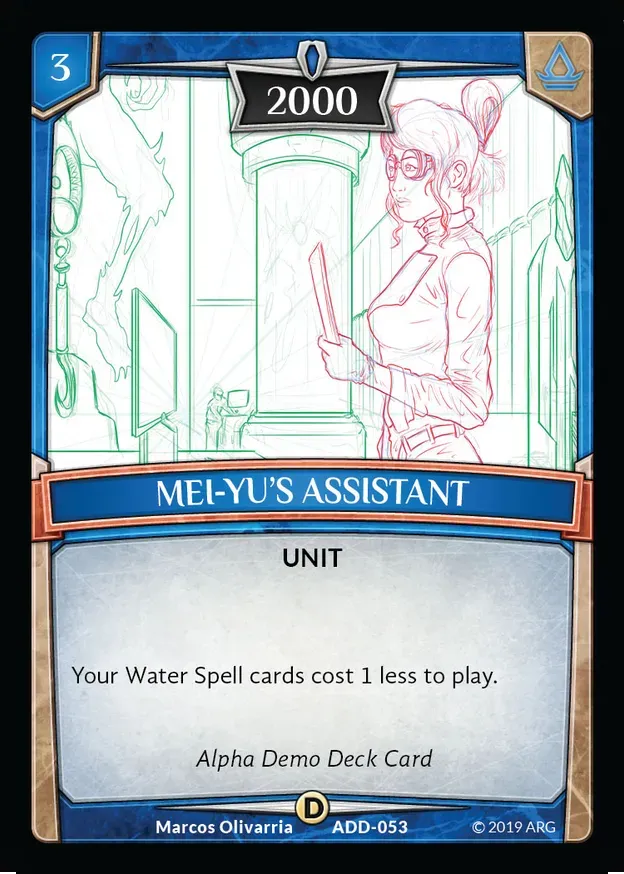 3
2000
MEI-YU'S ASSISTANT
UNIT
Your Water Spell cards cost 1 less to play.
Alpha Demo Deck Card
D
Marcos Olivarria ADD-053 © 2019 ARG